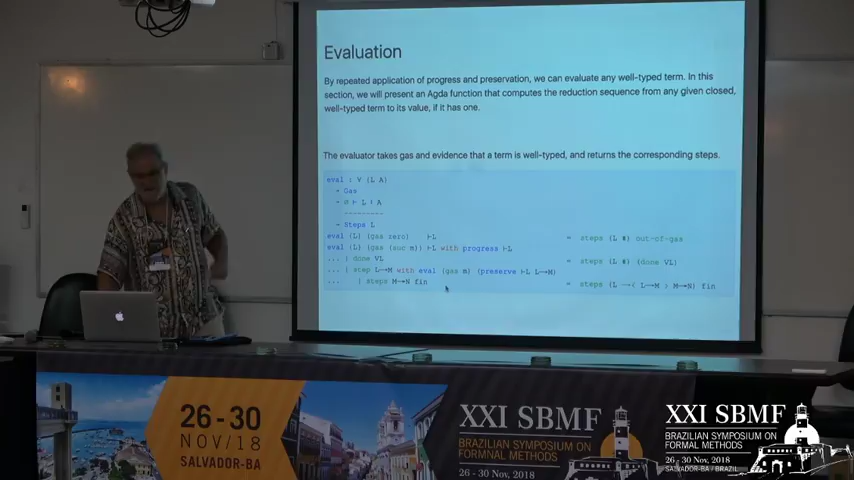 Evaluation
By repeated application of progress and preservation, we can evaluate any well-typed term. In this
section, we will present an Agda function that computes the reduction sequence from any given closed,
well-typed term to its value, if it has one.
The evaluator takes gas and evidence that a term is well-typed, and returns the corresponding steps.
eval : ∀ {L A}
→ Gas
→ ∅ ⊢ L ⦂ A
---------
→ Steps L
eval {L} (gas zero) ⊢L = steps (L ∎) out-of-gas
eval {L} (gas (suc m)) ⊢L with progress ⊢L
... | done VL = steps (L ∎) (done VL)
... | step L—→M with eval (gas m) (preserve ⊢L L—→M)
... | steps M—↠N fin = steps (L —→⟨ L—→M ⟩ M—↠N) fin
26-30
NOV/18
SALVADOR-BA
XXI SBMF
BRAZILIAN SYMPOSIUM ON
FORMNAL METHODS
26 - 30 Nov, 2018
XXI SBMF
BRAZILIAN SYMPOSIUM ON
FORMAL METHODS
26 - 30 Nov, 2018
SALVADOR-BA / BRAZIL